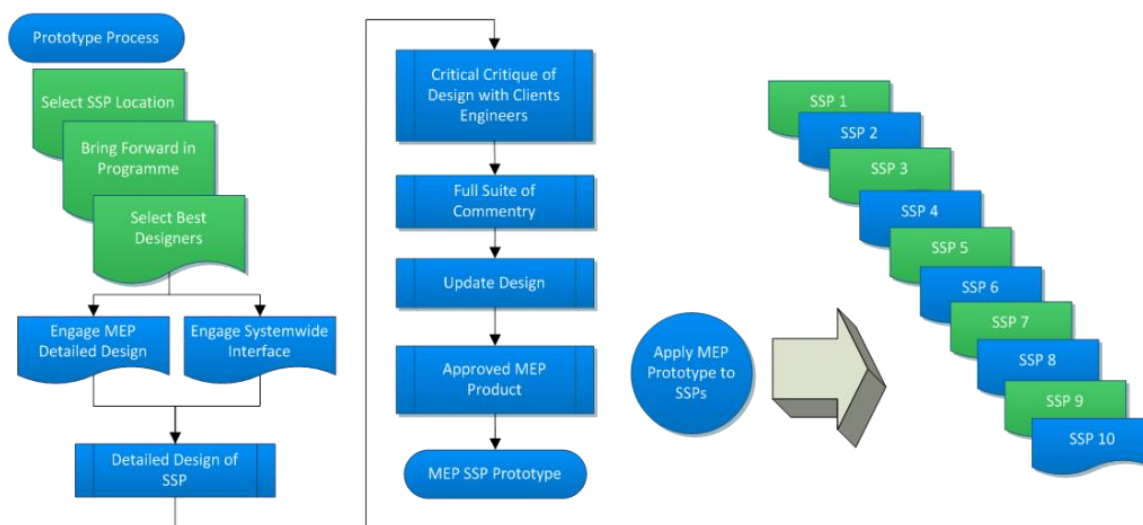 Prototype Process
Select SSP Location
Bring Forward in
Programme
Select Best
Designers
Engage MEP
Detailed Design
Engage Systemwide
Interface
Detailed Design of
SSP
Critical Critique of
Design with Clients
Engineers
Full Suite of
Commentry
Update Design
Approved MEP
Product
MEP SSP Prototype
Apply MEP
Prototype to
SSPs
SSP 1
SSP 2
SSP 3
SSP 4
SSP 5
SSP 6
SSP 7
SSP 8
SSP 9
SSP 10